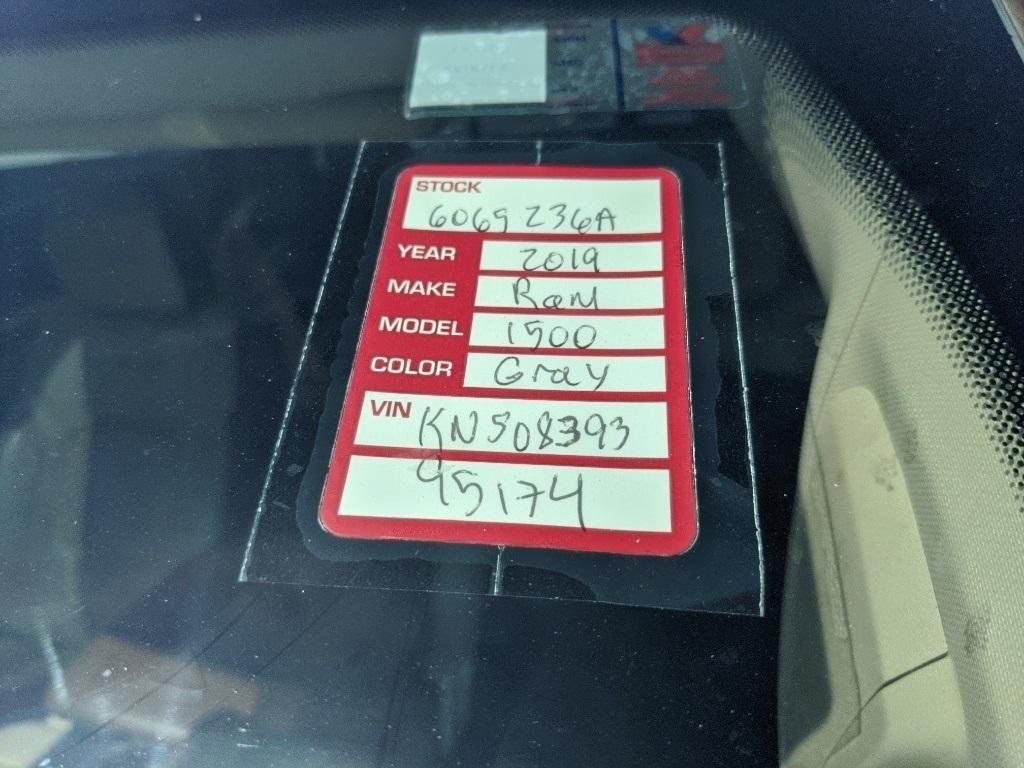 STOCK
6069236A
YEAR 2019
MAKE Ram
MODEL 1500
COLOR Gray
VIN KN508393
95174